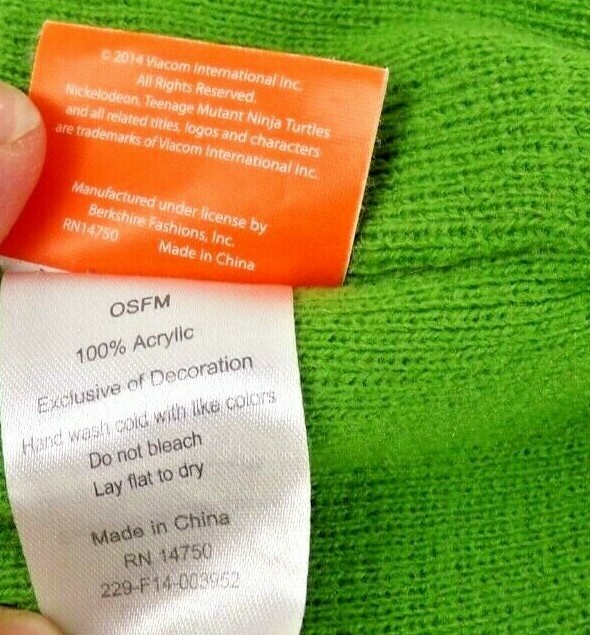 © 2014 Viacom International Inc.
All Rights Reserved.
Nickelodeon, Teenage Mutant Ninja Turtles
and all related titles, logos and characters
are trademarks of Viacom International Inc.
Manufactured under license by
Berkshire Fashions, Inc.
RN14750 Made in China
OSFM
100% Acrylic
Exclusive of Decoration
Hand wash cold with like colors
Do not bleach
Lay flat to dry
Made in China
RN 14750
229-F14-003952